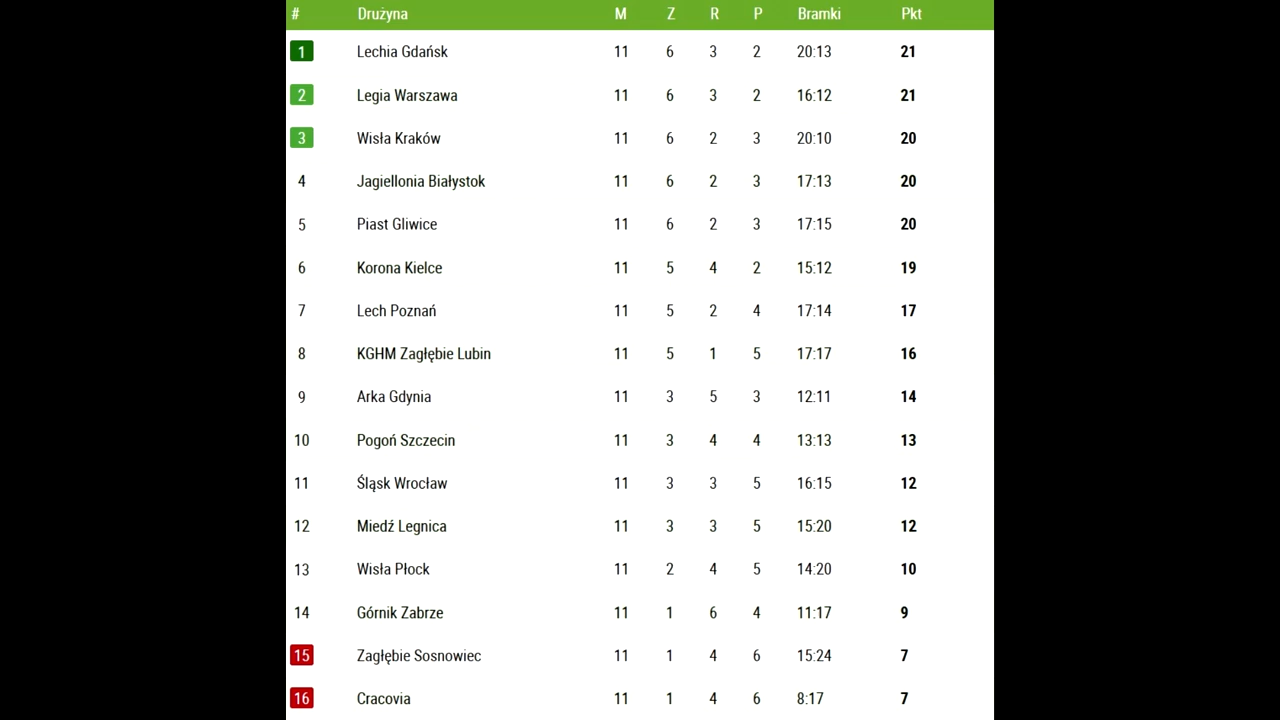 # Drużyna M Z R P Bramki Pkt
1 Lechia Gdańsk 11 6 3 2 20:13 21
2 Legia Warszawa 11 6 3 2 16:12 21
3 Wisła Kraków 11 6 2 3 20:10 20
4 Jagiellonia Białystok 11 6 2 3 17:13 20
5 Piast Gliwice 11 6 2 3 17:15 20
6 Korona Kielce 11 5 4 2 15:12 19
7 Lech Poznań 11 5 2 4 17:14 17
8 KGHM Zagłębie Lubin 11 5 1 5 17:17 16
9 Arka Gdynia 11 3 5 3 12:11 14
10 Pogoń Szczecin 11 3 4 4 13:13 13
11 Śląsk Wrocław 11 3 3 5 16:15 12
12 Miedź Legnica 11 3 3 5 15:20 12
13 Wisła Płock 11 2 4 5 14:20 10
14 Górnik Zabrze 11 1 6 4 11:17 9
15 Zagłębie Sosnowiec 11 1 4 6 15:24 7
16 Cracovia 11 1 4 6 8:17 7